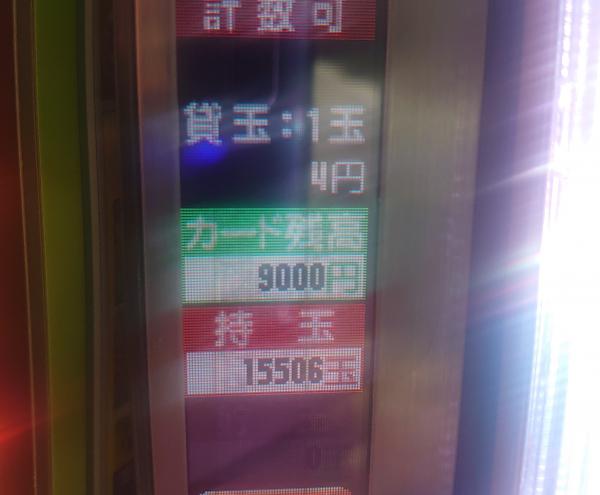 計数可
貸玉:1玉
4円
カード残高
9000円
持 玉
15506玉